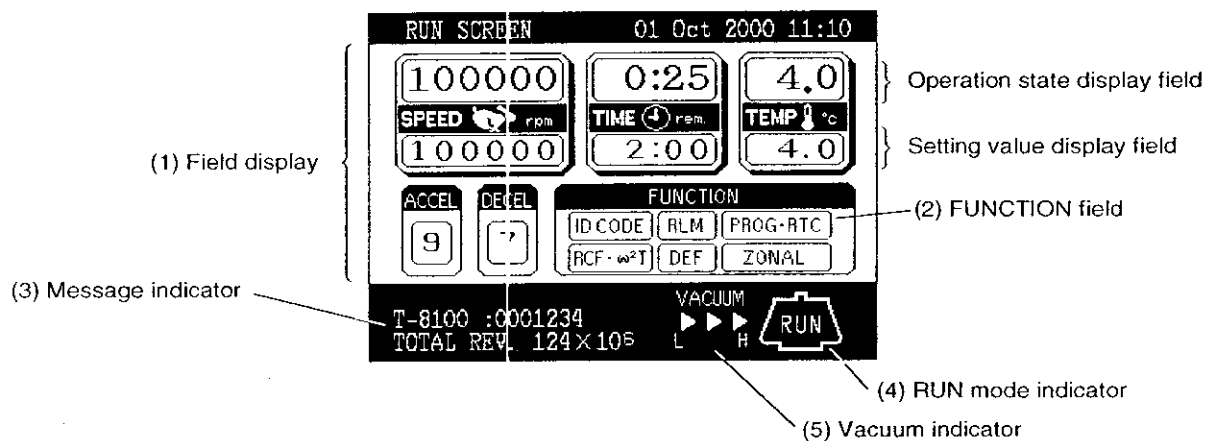 RUN SCREEN 01 Oct 2000 11:10
100000 0:25 4.0
Operation state display field
SPEED rpm TIME rem. TEMP °C
100000 2:00 4.0
Setting value display field
(1) Field display
ACCEL DECEL FUNCTION
ID CODE RLM PROG·RTC
(2) FUNCTION field
9 7
RCF·ω²T DEF ZONAL
(3) Message indicator
VACUUM
T-8100 :0001234
RUN
TOTAL REV. 124×10⁶ L H
(4) RUN mode indicator
(5) Vacuum indicator